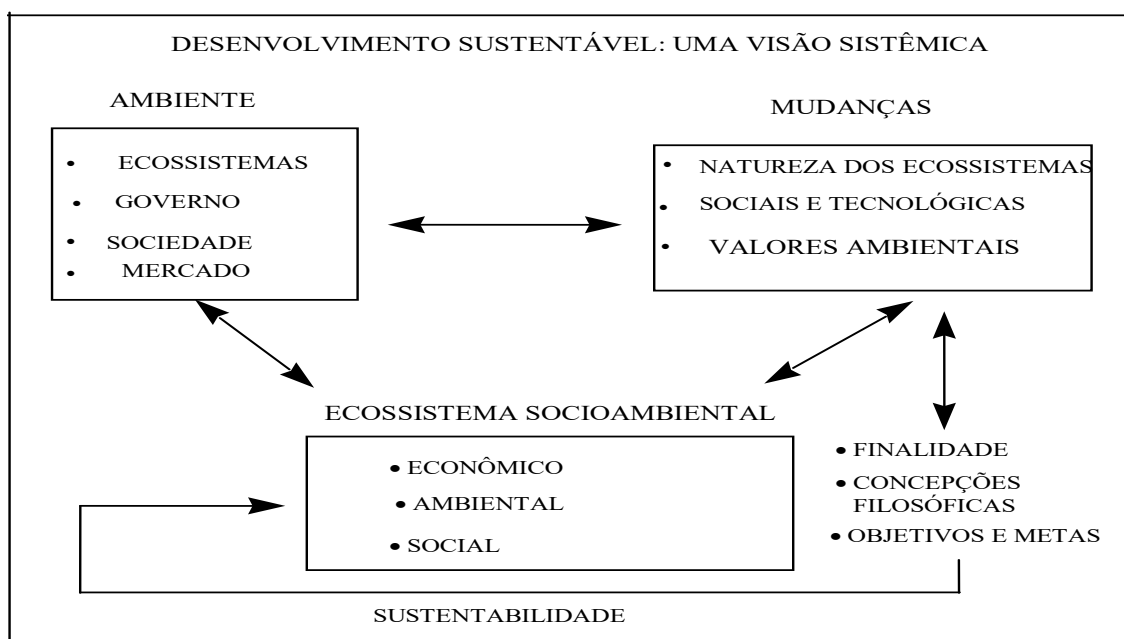 DESENVOLVIMENTO SUSTENTÁVEL: UMA VISÃO SISTÊMICA
AMBIENTE
• ECOSSISTEMAS
• GOVERNO
• SOCIEDADE
• MERCADO
MUDANÇAS
• NATUREZA DOS ECOSSISTEMAS
• SOCIAIS E TECNOLÓGICAS
• VALORES AMBIENTAIS
ECOSSISTEMA SOCIOAMBIENTAL
• ECONÔMICO
• AMBIENTAL
• SOCIAL
• FINALIDADE
• CONCEPÇÕES
FILOSÓFICAS
• OBJETIVOS E METAS
SUSTENTABILIDADE